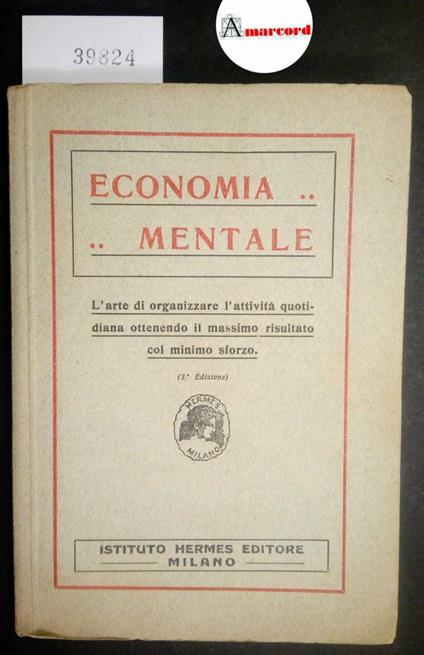 39824
Amarcord
ECONOMIA ..
.. MENTALE
L'arte di organizzare l'attività quoti-
diana ottenendo il massimo risultato
col minimo sforzo.
(3.ª Edizione)
HERMES
MILANO
ISTITUTO HERMES EDITORE
MILANO